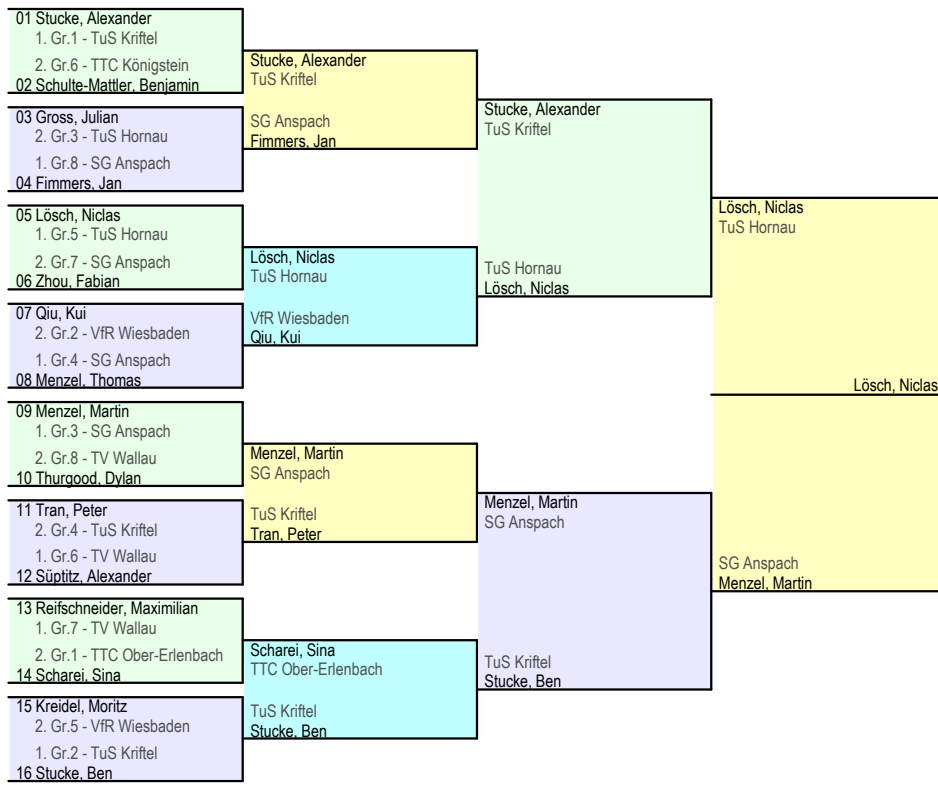 01 Stucke, Alexander
1. Gr.1 - TuS Kriftel
2. Gr.6 - TTC Königstein
02 Schulte-Mattler, Benjamin
03 Gross, Julian
2. Gr.3 - TuS Hornau
1. Gr.8 - SG Anspach
04 Fimmers, Jan
05 Lösch, Niclas
1. Gr.5 - TuS Hornau
2. Gr.7 - SG Anspach
06 Zhou, Fabian
07 Qiu, Kui
2. Gr.2 - VfR Wiesbaden
1. Gr.4 - SG Anspach
08 Menzel, Thomas
09 Menzel, Martin
1. Gr.3 - SG Anspach
2. Gr.8 - TV Wallau
10 Thurgood, Dylan
11 Tran, Peter
2. Gr.4 - TuS Kriftel
1. Gr.6 - TV Wallau
12 Süptitz, Alexander
13 Reifschneider, Maximilian
1. Gr.7 - TV Wallau
2. Gr.1 - TTC Ober-Erlenbach
14 Scharei, Sina
15 Kreidel, Moritz
2. Gr.5 - VfR Wiesbaden
1. Gr.2 - TuS Kriftel
16 Stucke, Ben
Stucke, Alexander
TuS Kriftel
SG Anspach
Fimmers, Jan
Lösch, Niclas
TuS Hornau
VfR Wiesbaden
Qiu, Kui
Menzel, Martin
SG Anspach
TuS Kriftel
Tran, Peter
Scharei, Sina
TTC Ober-Erlenbach
TuS Kriftel
Stucke, Ben
Stucke, Alexander
TuS Kriftel
TuS Hornau
Lösch, Niclas
Menzel, Martin
SG Anspach
TuS Kriftel
Stucke, Ben
Lösch, Niclas
TuS Hornau
SG Anspach
Menzel, Martin
Lösch, Niclas